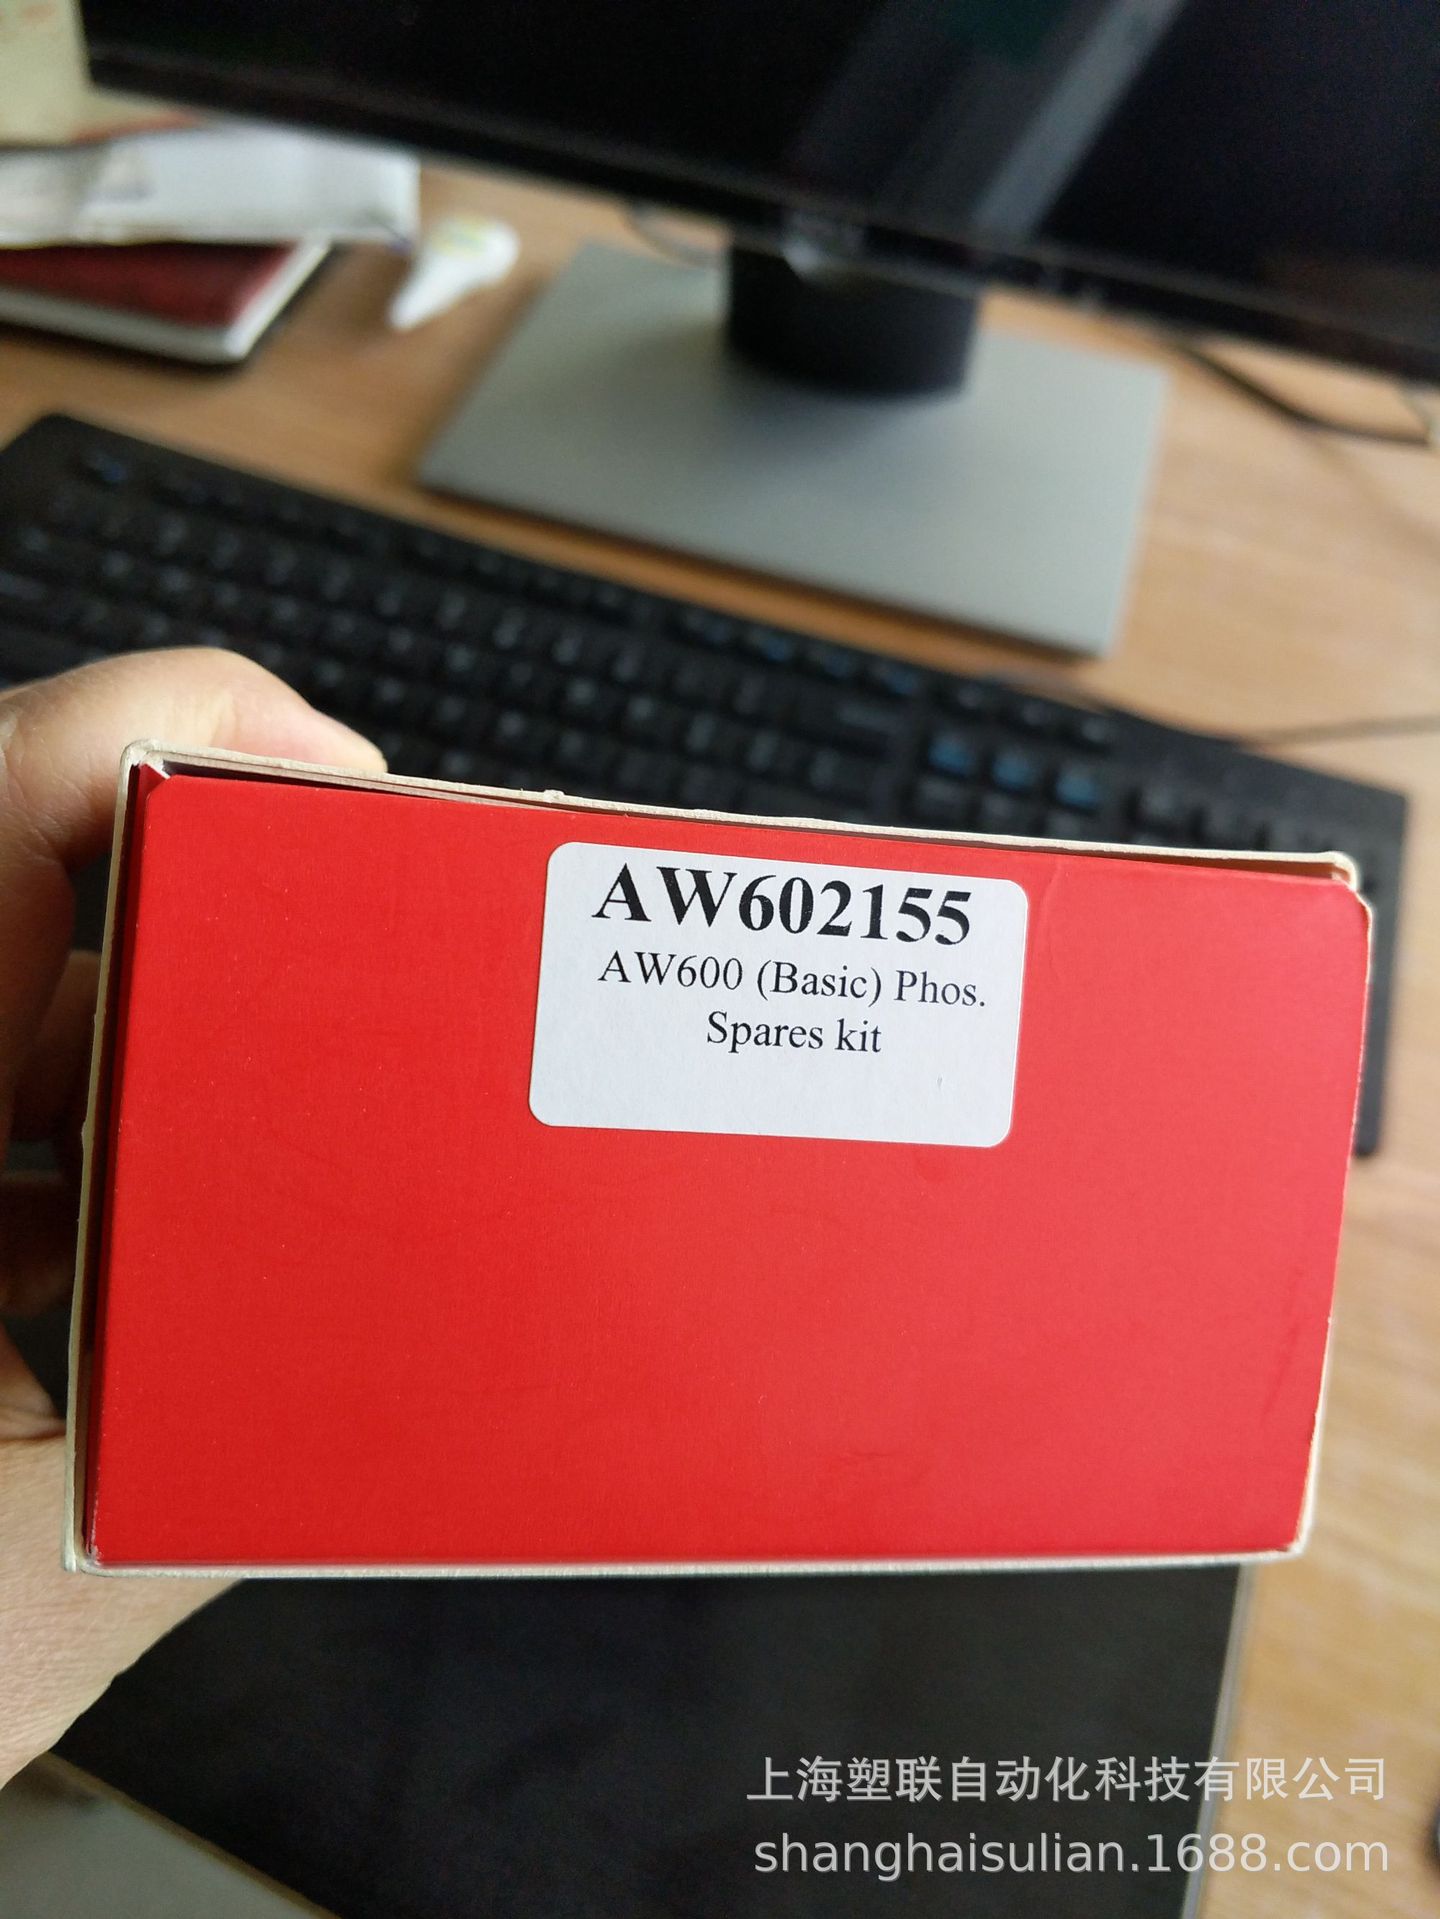 AW602155
AW600 (Basic) Phos.
Spares kit
上海塑联自动化科技有限公司
shanghaisulian.1688.com